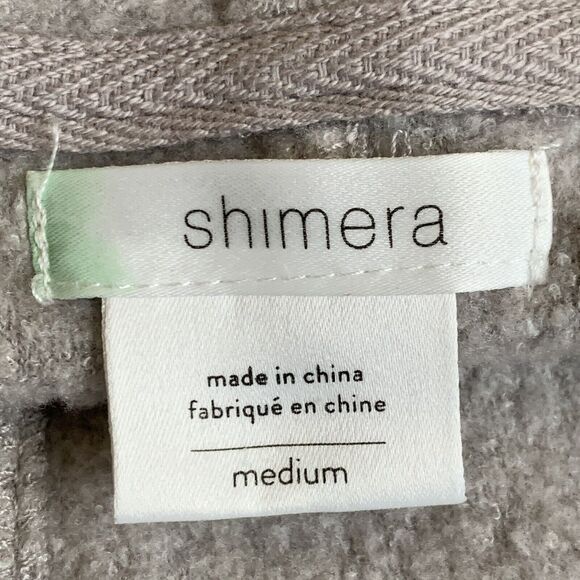 shimera
made in china
fabriqué en chine
medium